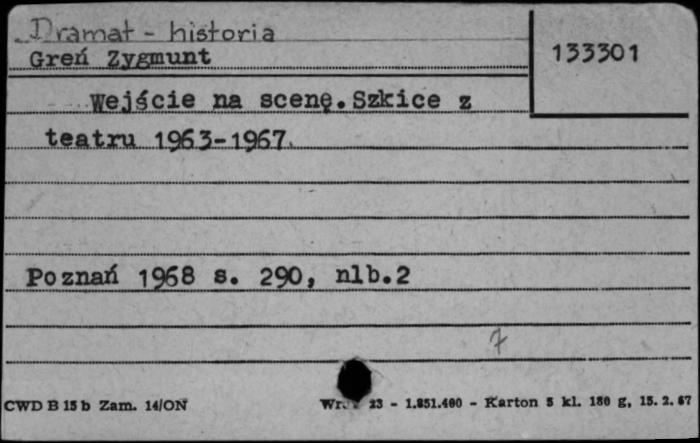 Dramat - historia
Greń Zygmunt
133301
Wejście na scenę. Szkice z
teatru 1963-1967.
Poznań 1968 s. 290, nlb.2
7
CWD B 15 b Zam. 14/ON
23 - 1.851.400 - Karton 5 kl. 180 g, 15. 2. 67